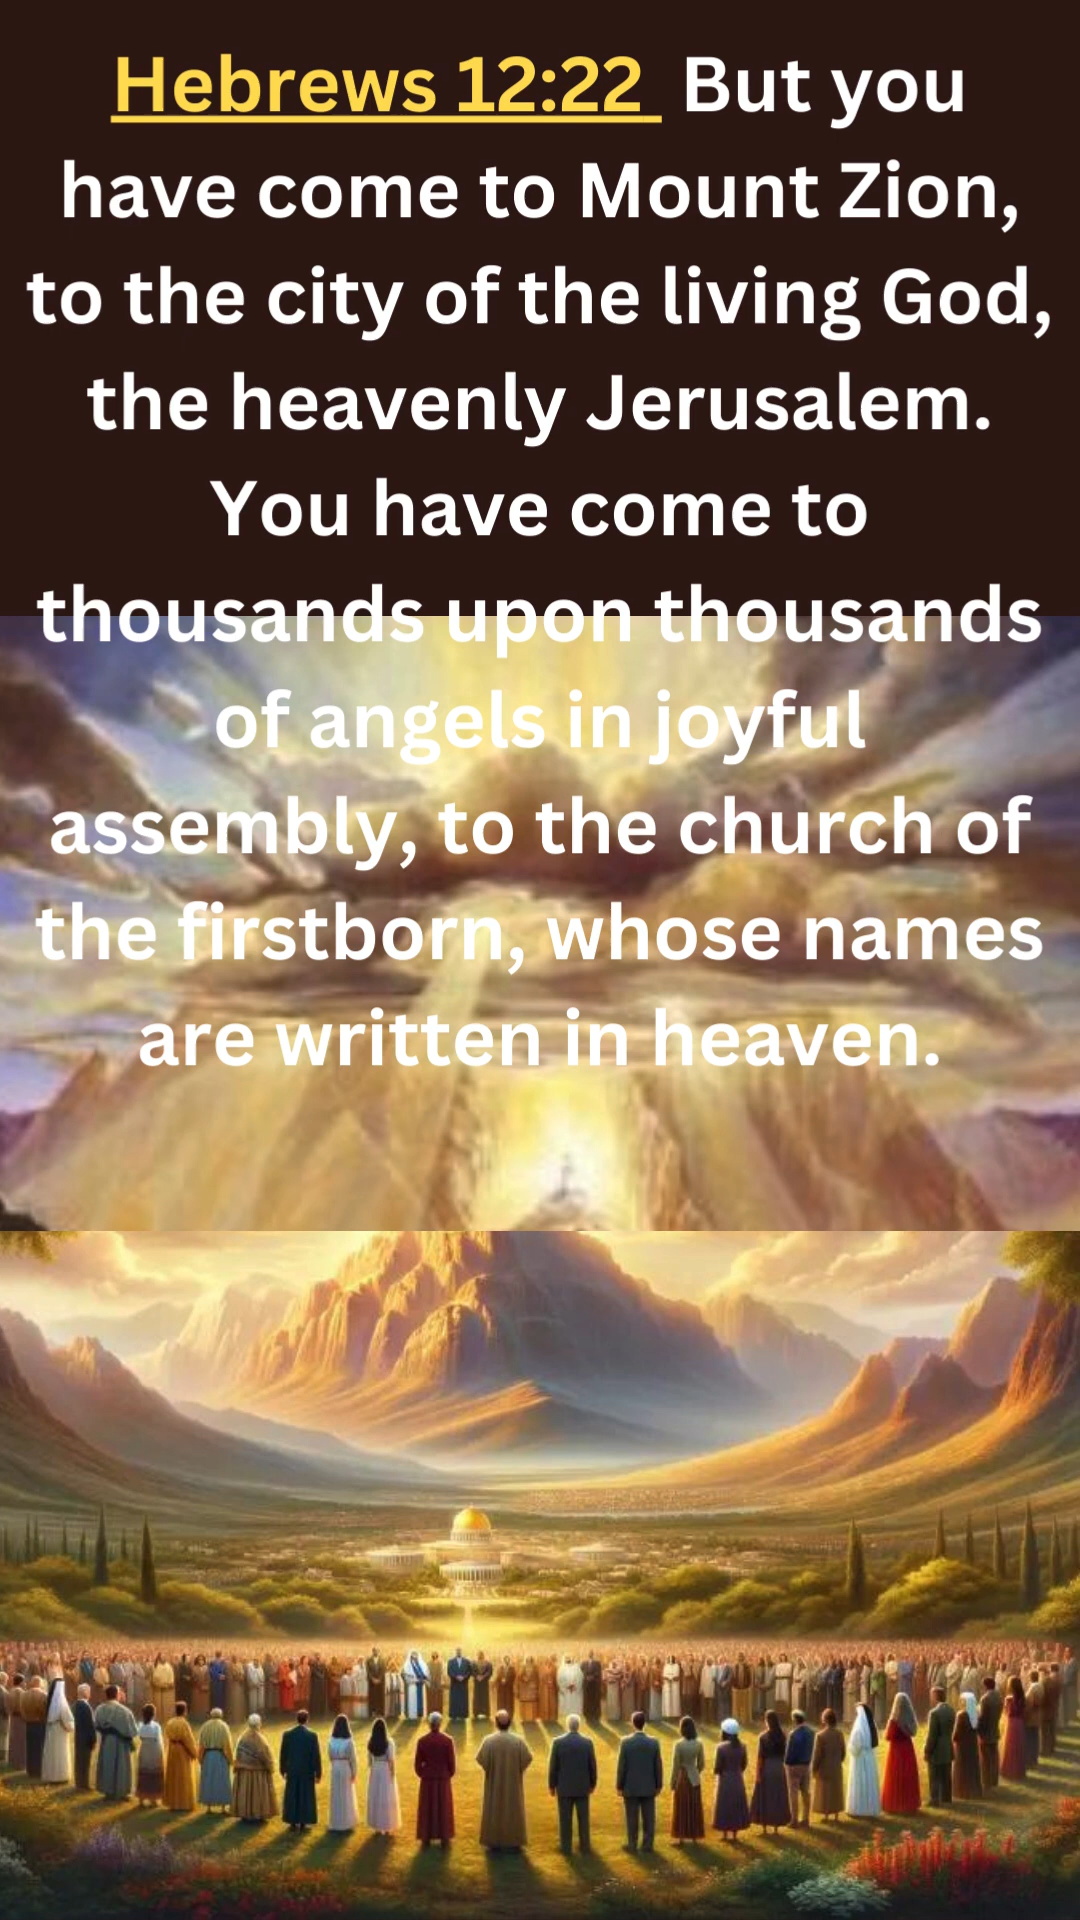 Hebrews 12:22 But you
have come to Mount Zion,
to the city of the living God,
the heavenly Jerusalem.
You have come to
thousands upon thousands
of angels in joyful
assembly, to the church of
the firstborn, whose names
are written in heaven.